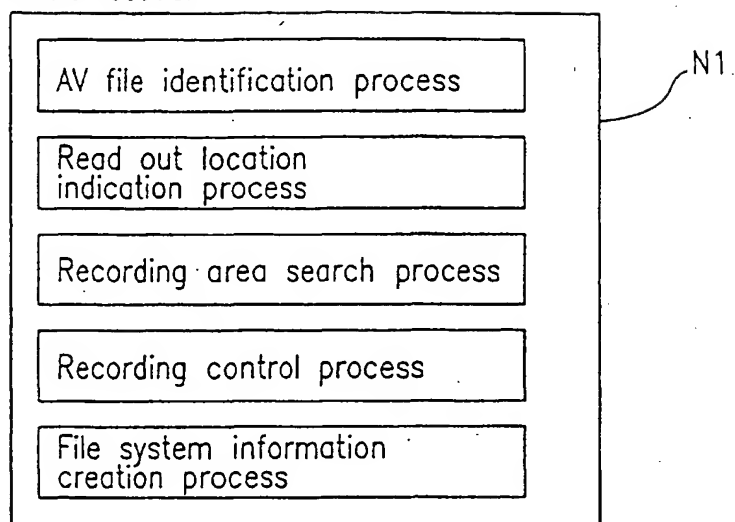 AV file identification process
N1
Read out location
indication process
Recording area search process
Recording control process
File system information
creation process